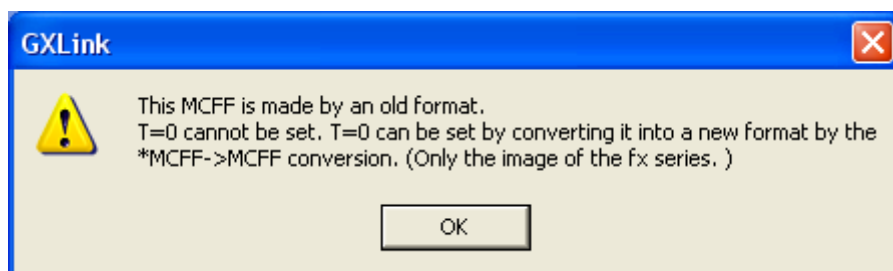 GXLink
This MCFF is made by an old format.
T=0 cannot be set. T=0 can be set by converting it into a new format by the
*MCFF->MCFF conversion. (Only the image of the fx series. )
OK